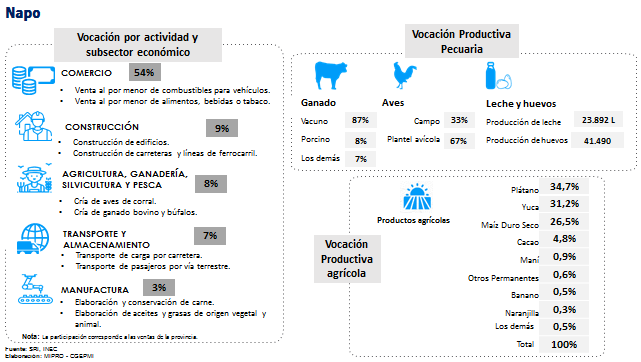 Napo
Vocación por actividad y
subsector económico
COMERCIO 54%
• Venta al por menor de combustibles para vehículos.
• Venta al por menor de alimentos, bebidas o tabaco.
CONSTRUCCIÓN 9%
• Construcción de edificios.
• Construcción de carreteras y líneas de ferrocarril.
AGRICULTURA, GANADERÍA,
SILVICULTURA Y PESCA 8%
• Cría de aves de corral.
• Cría de ganado bovino y búfalos.
TRANSPORTE Y
ALMACENAMIENTO 7%
• Transporte de carga por carretera.
• Transporte de pasajeros por vía terrestre.
MANUFACTURA 3%
• Elaboración y conservación de carne.
• Elaboración de aceites y grasas de origen vegetal y
animal.
Nota: La participación corresponde a las ventas de la provincia.
Fuente: SRI, INEC
Elaboración: MIPRO - CGEPMI
Vocación Productiva
Pecuaria
Ganado
Vacuno 87%
Porcino 8%
Los demás 7%
Aves
Campo 33%
Plantel avícola 67%
Leche y huevos
Producción de leche 23.892 L
Producción de huevos 41.490
Vocación
Productiva
agrícola
Productos agrícolas
Plátano 34,7%
Yuca 31,2%
Maíz Duro Seco 26,5%
Cacao 4,8%
Maní 0,9%
Otros Permanentes 0,6%
Banano 0,5%
Naranjilla 0,3%
Los demás 0,5%
Total 100%